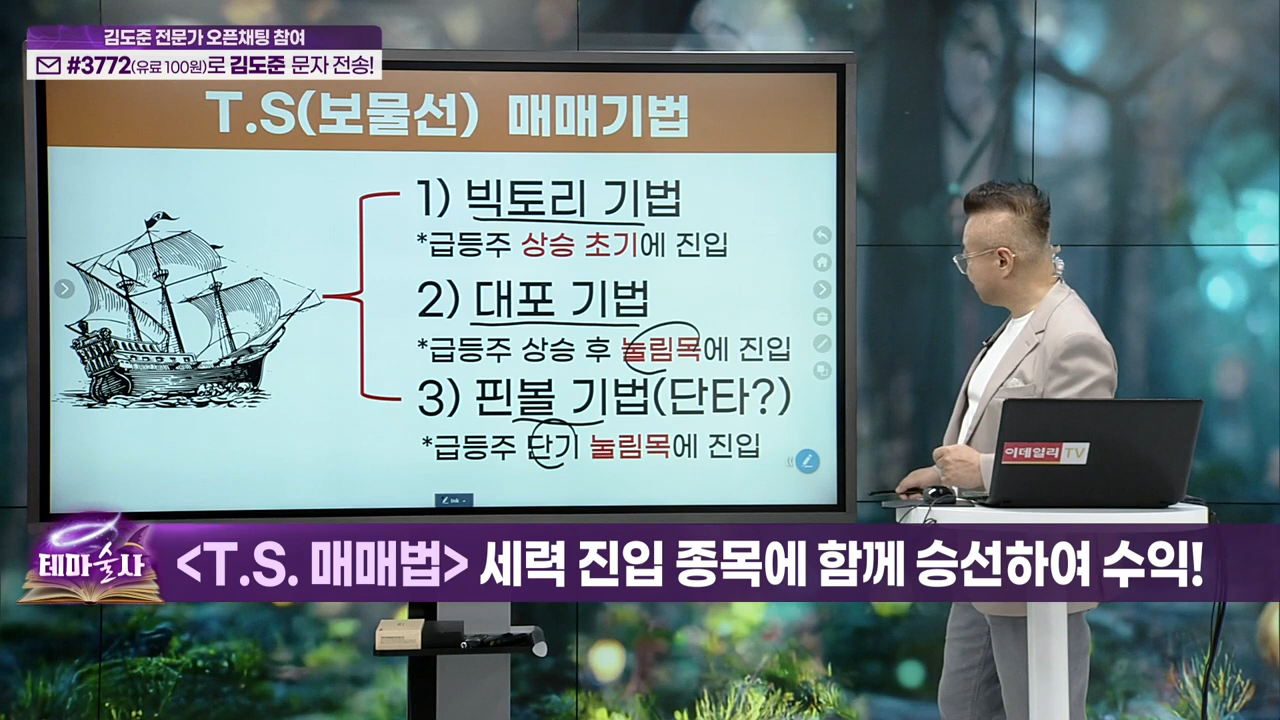 김도준 전문가 오픈채팅 참여
#3772(유료 100원)로 김도준 문자 전송!
T.S(보물선) 매매기법
1) 빅토리 기법
*급등주 상승 초기에 진입
2) 대포 기법
*급등주 상승 후 눌림목에 진입
3) 핀볼 기법(단타?)
*급등주 단기 눌림목에 진입
Ink
이데일리TV
테마술사
<T.S. 매매법> 세력 진입 종목에 함께 승선하여 수익!